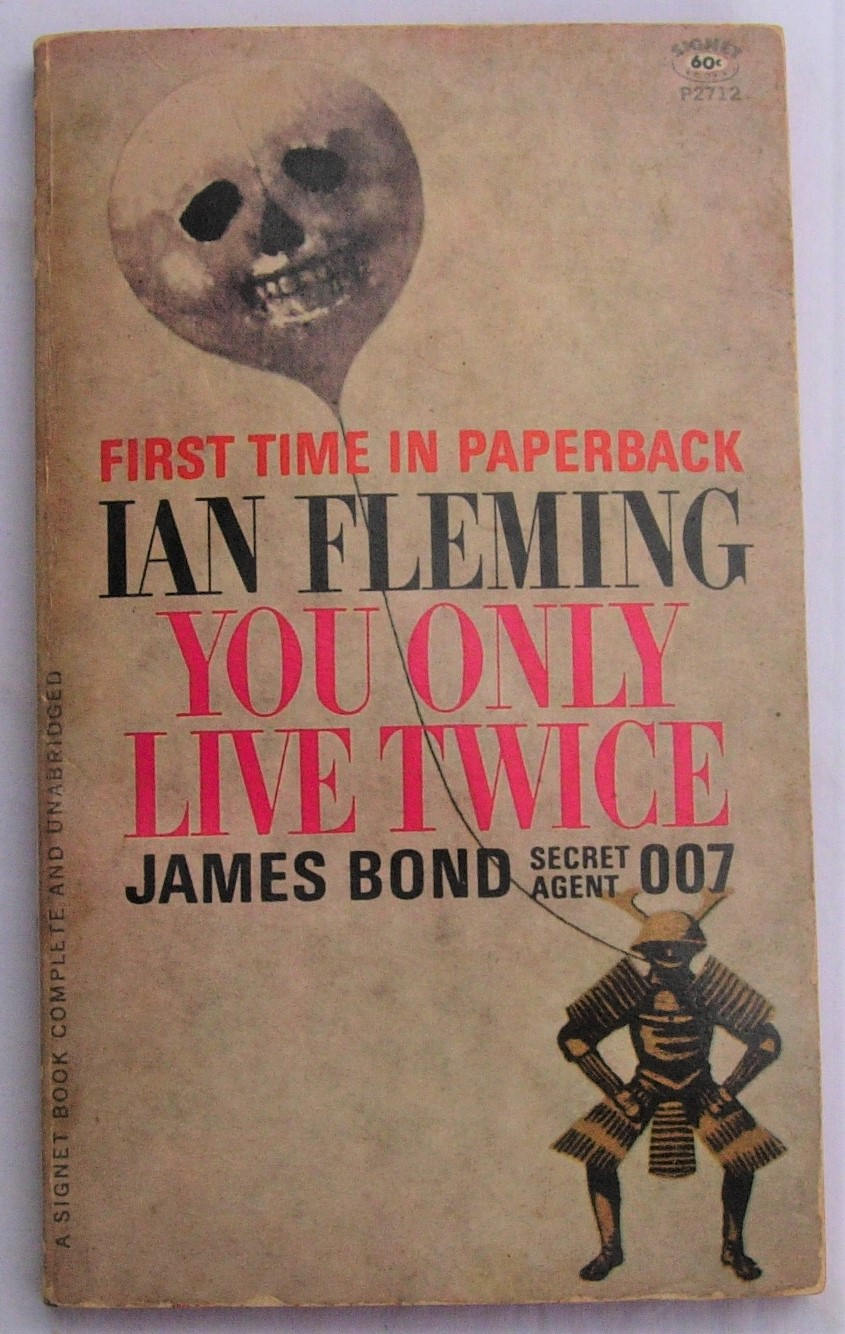 SIGNET
60¢
P2712
FIRST TIME IN PAPERBACK
IAN FLEMING
YOU ONLY
LIVE TWICE
JAMES BOND SECRET AGENT 007
A SIGNET BOOK COMPLETE AND UNABRIDGED